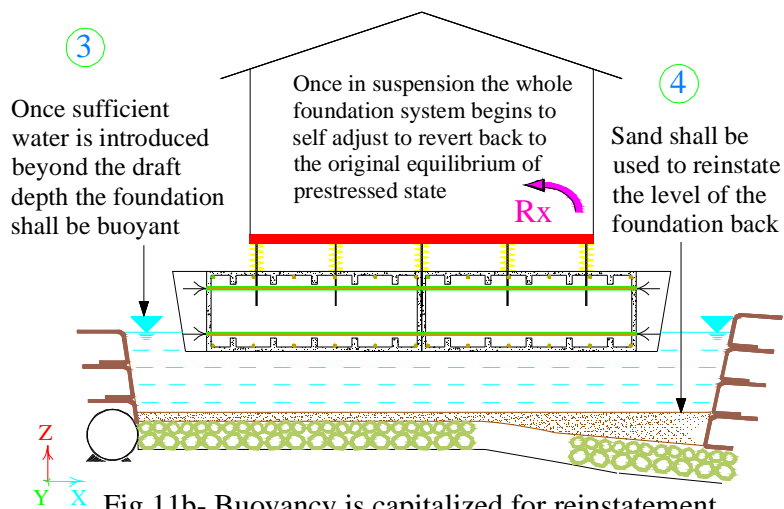 3
Once sufficient
water is introduced
beyond the draft
depth the foundation
shall be buoyant
Once in suspension the whole
foundation system begins to
self adjust to revert back to
the original equilibrium of
prestressed state
Rx
4
Sand shall be
used to reinstate
the level of the
foundation back
Z
Y X
Fig 11b- Buoyancy is capitalized for reinstatement